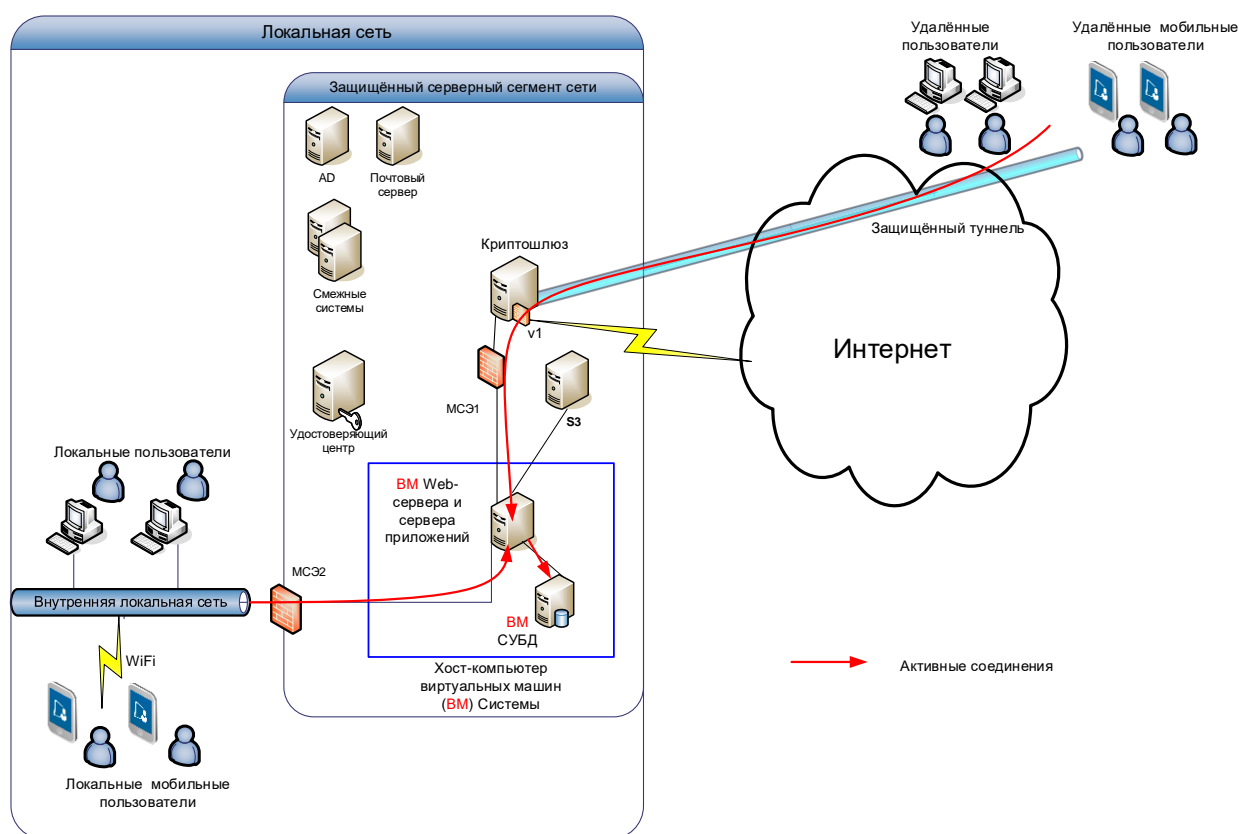 Локальная сеть
Удалённые
пользователи
Удалённые мобильные
пользователи
Защищённый серверный сегмент сети
AD
Почтовый
сервер
Смежные
системы
Криптошлюз
v1
Защищённый туннель
Интернет
МСЭ1
S3
Удостоверяющий
центр
Локальные пользователи
ВМ Web-
сервера и
сервера
приложений
МСЭ2
Внутренняя локальная сеть
ВМ
СУБД
WiFi
Хост-компьютер
виртуальных машин
(ВМ) Системы
Активные соединения
Локальные мобильные
пользователи